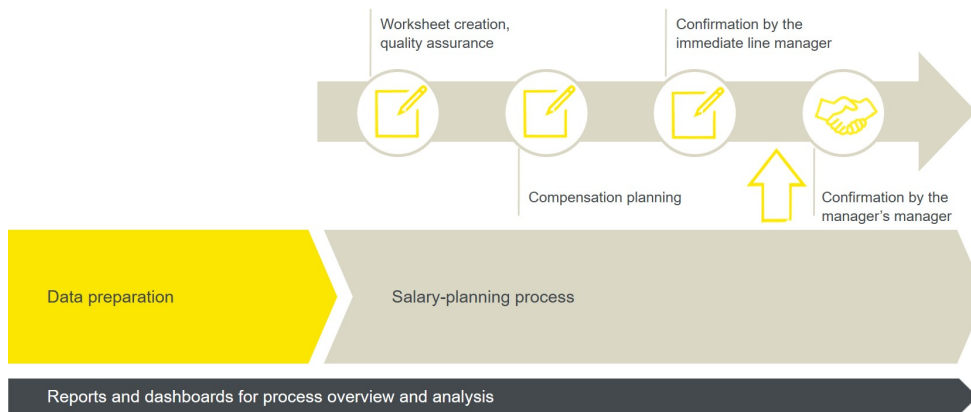 Worksheet creation,
quality assurance
Confirmation by the
immediate line manager
Compensation planning
Confirmation by the
manager's manager
Data preparation
Salary-planning process
Reports and dashboards for process overview and analysis